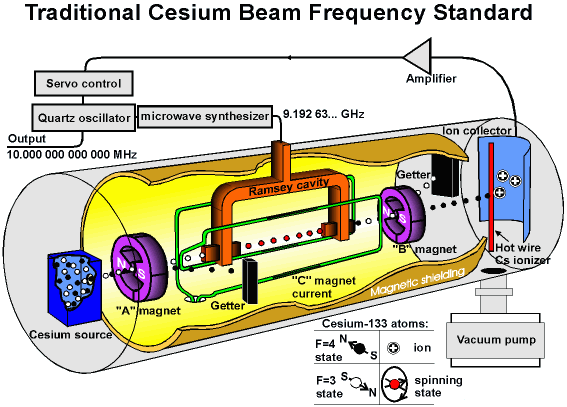 Traditional Cesium Beam Frequency Standard
Servo control
Amplifier
Quartz oscillator
microwave synthesizer
9.192 63... GHz
Output
10.000 000 000 000 MHz
Ion collector
Getter
Ramsey cavity
N S
N S
"B" magnet
Hot wire
Cs ionizer
"A" magnet
Getter
"C" magnet
current
Magnetic shielding
Cesium source
Cesium-133 atoms:
F=4
state
N
S
+ ion
F=3
state
S
N
spinning
state
Vacuum pump